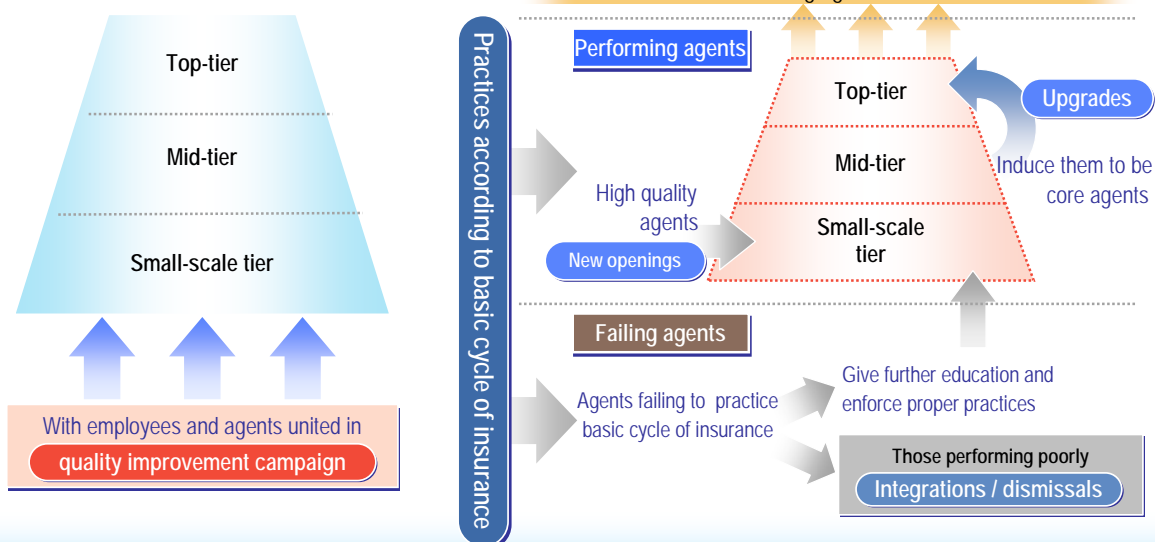 Top-tier
Mid-tier
Small-scale tier
With employees and agents united in
quality improvement campaign
Practices according to basic cycle of insurance
Performing agents
Top-tier
Mid-tier
Small-scale
tier
Upgrades
Induce them to be
core agents
High quality
agents
New openings
Failing agents
Agents failing to practice
basic cycle of insurance
Give further education and
enforce proper practices
Those performing poorly
Integrations / dismissals